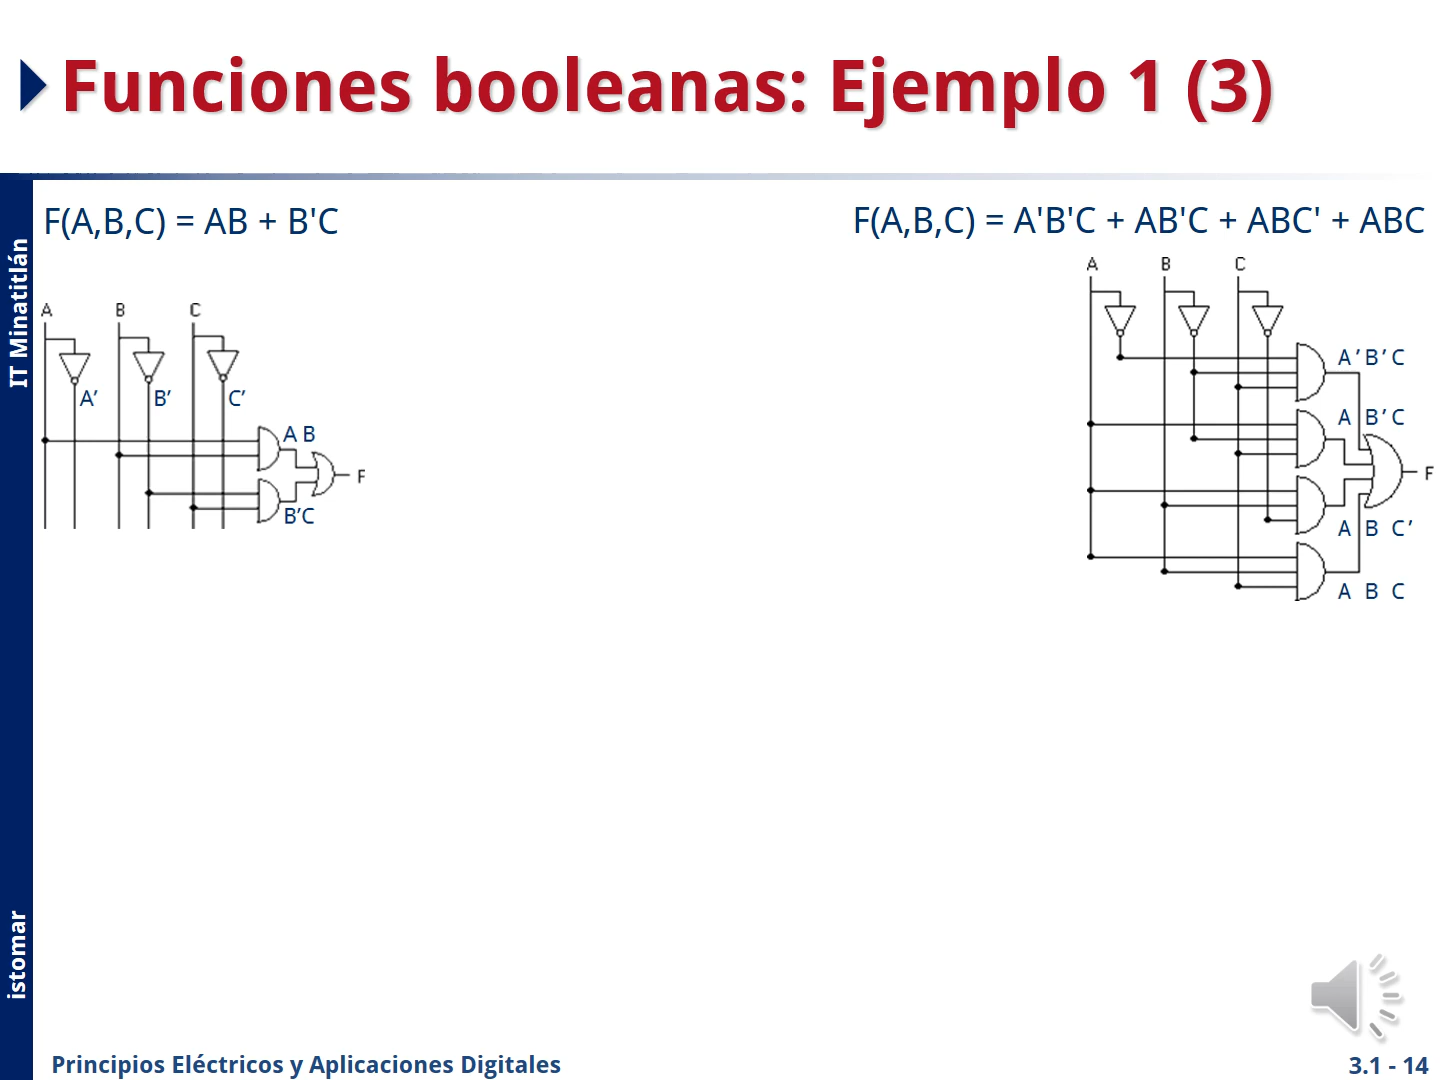 Funciones booleanas: Ejemplo 1 (3)
IT Minatitlán
istomar
F(A,B,C) = AB + B'C
A B C
A’ B’ C’
A B
F
B’C
F(A,B,C) = A'B'C + AB'C + ABC' + ABC
A B C
A’B’C
A B’C
F
A B C’
A B C
Principios Eléctricos y Aplicaciones Digitales
3.1 - 14